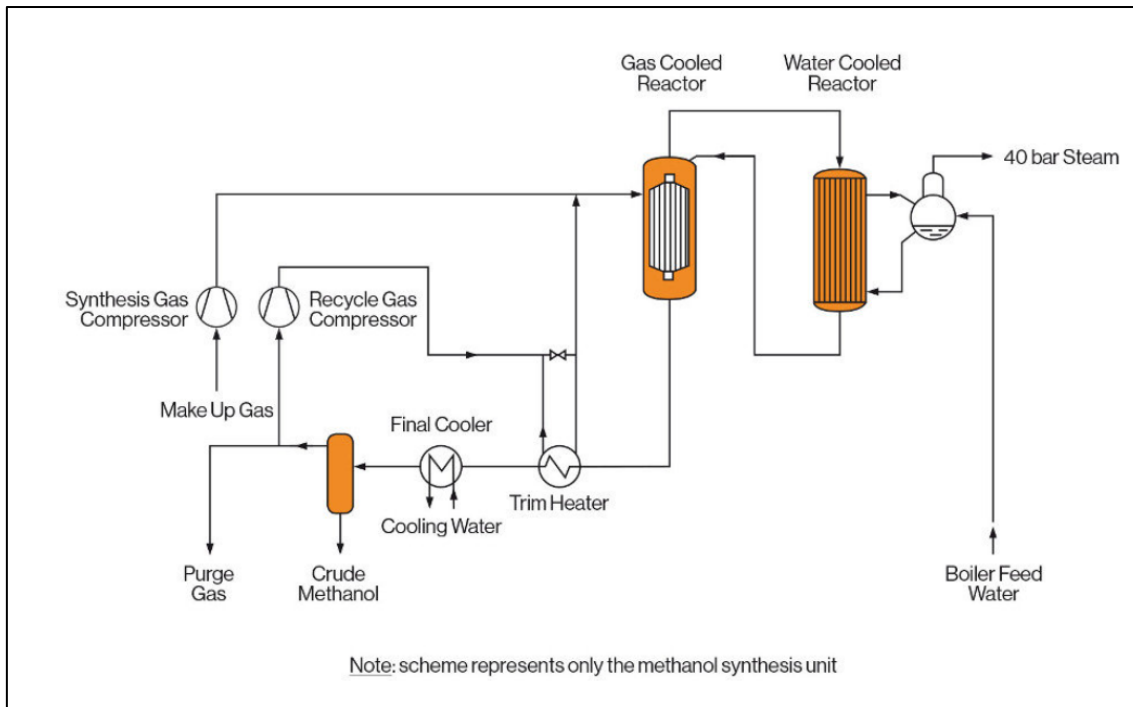 Gas Cooled
Reactor
Water Cooled
Reactor
40 bar Steam
Synthesis Gas
Compressor
Recycle Gas
Compressor
Make Up Gas
Final Cooler
Trim Heater
Cooling Water
Purge
Gas
Crude
Methanol
Boiler Feed
Water
Note: scheme represents only the methanol synthesis unit